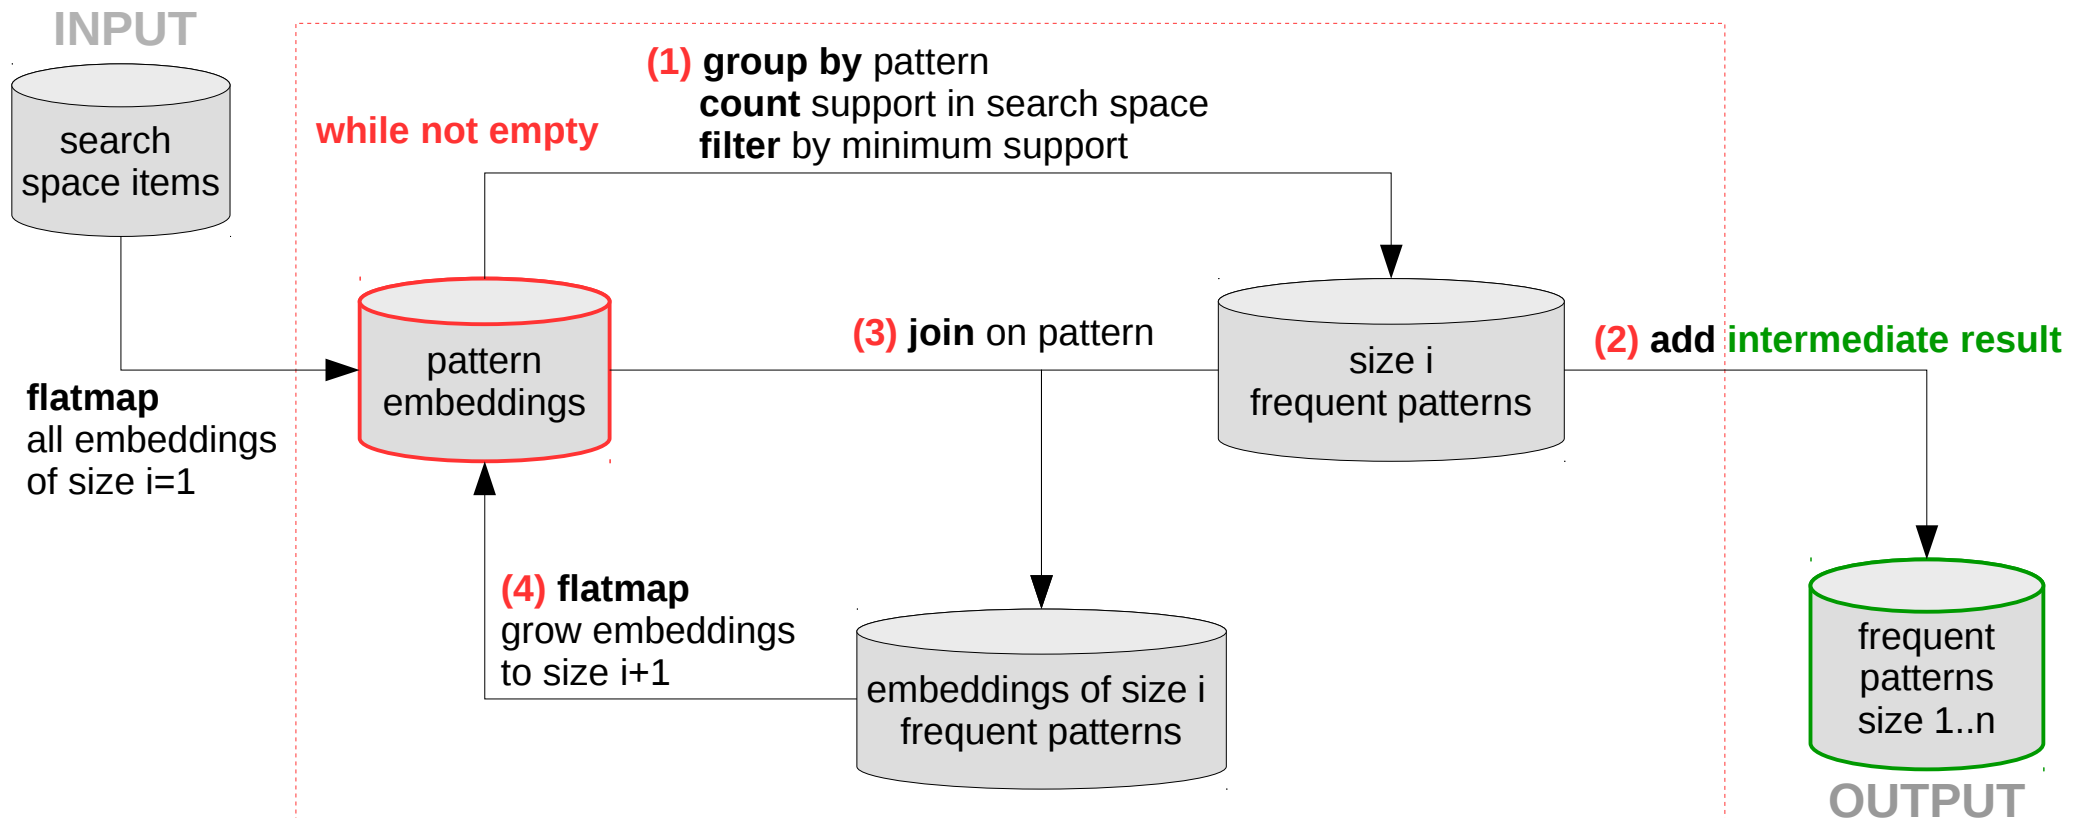 INPUT
search
space items
flatmap
all embeddings
of size i=1
while not empty
(1) group by pattern
count support in search space
filter by minimum support
pattern
embeddings
(3) join on pattern
size i
frequent patterns
(2) add intermediate result
(4) flatmap
grow embeddings
to size i+1
embeddings of size i
frequent patterns
frequent
patterns
size 1..n
OUTPUT